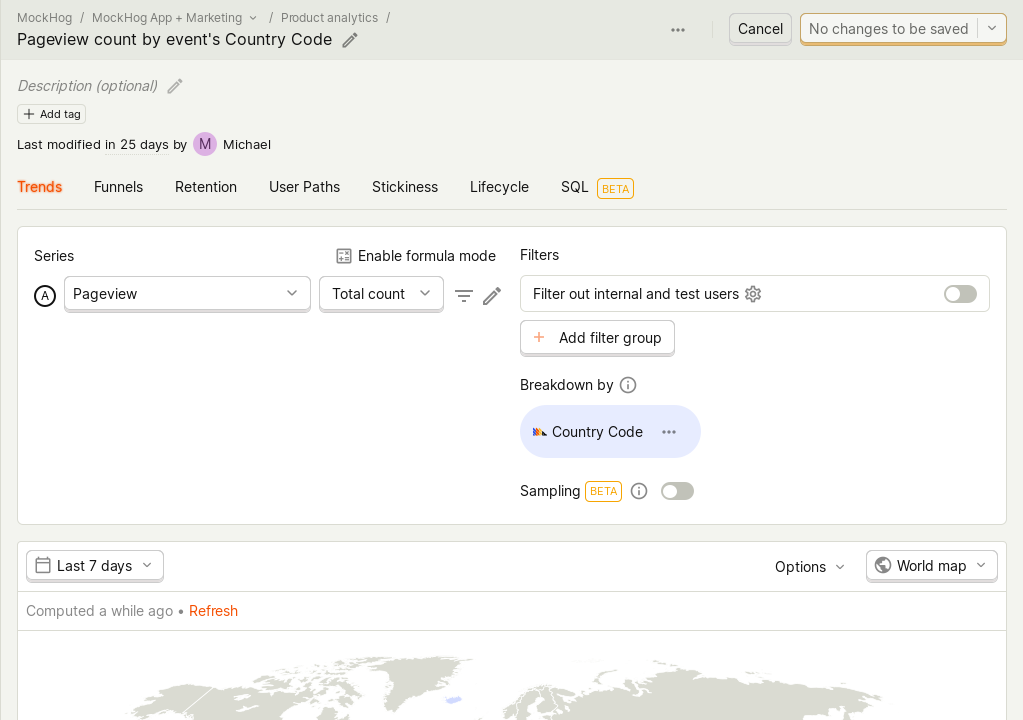 MockHog / MockHog App + Marketing / Product analytics /
Pageview count by event's Country Code
Cancel
No changes to be saved
Description (optional)
Add tag
Last modified in 25 days by M Michael
Trends Funnels Retention User Paths Stickiness Lifecycle SQL BETA
Series
Enable formula mode
A Pageview Total count
Filters
Filter out internal and test users
Add filter group
Breakdown by
Country Code
Sampling BETA
Last 7 days
Options
World map
Computed a while ago • Refresh